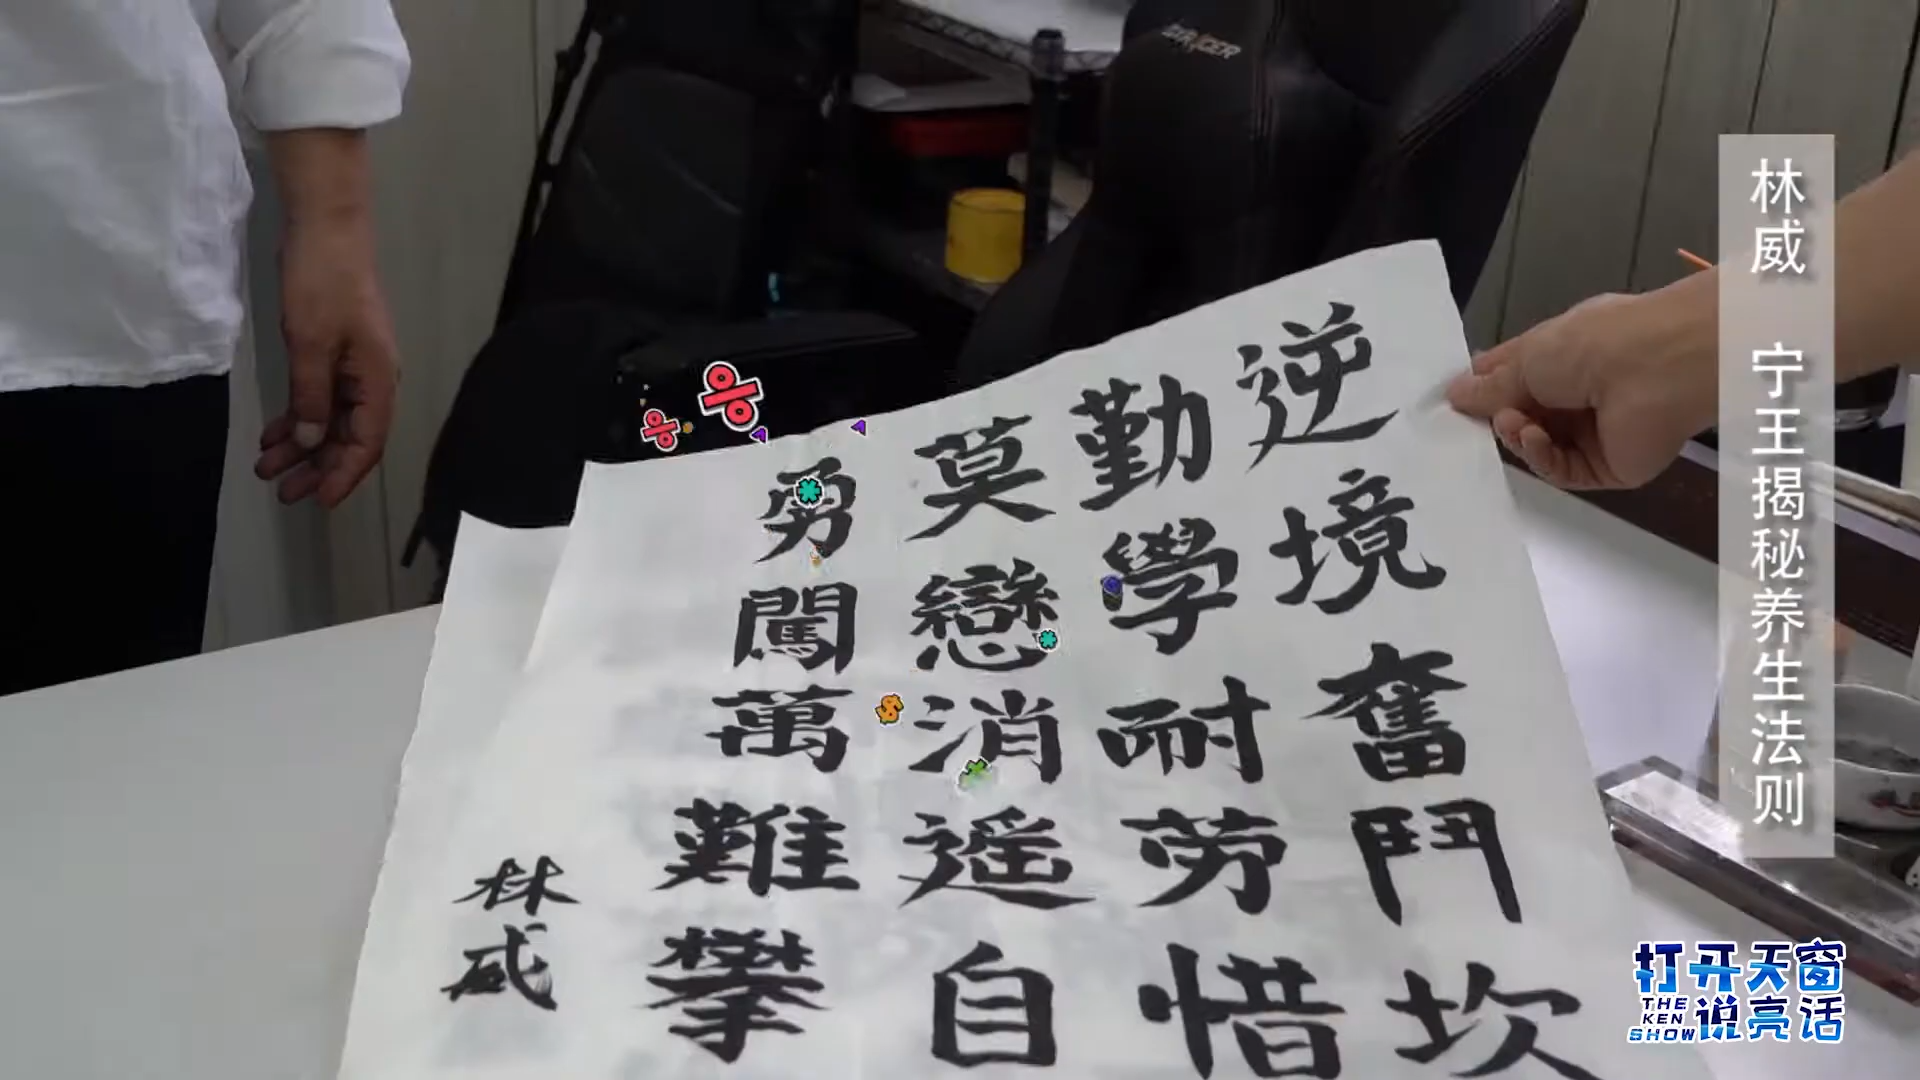 逆境奮鬥坎
勤學耐劳惜
莫戀消遥自
勇闖萬難攀
林威
林威 宁王揭秘养生法则
打开天窗
THE KEN SHOW 说亮话